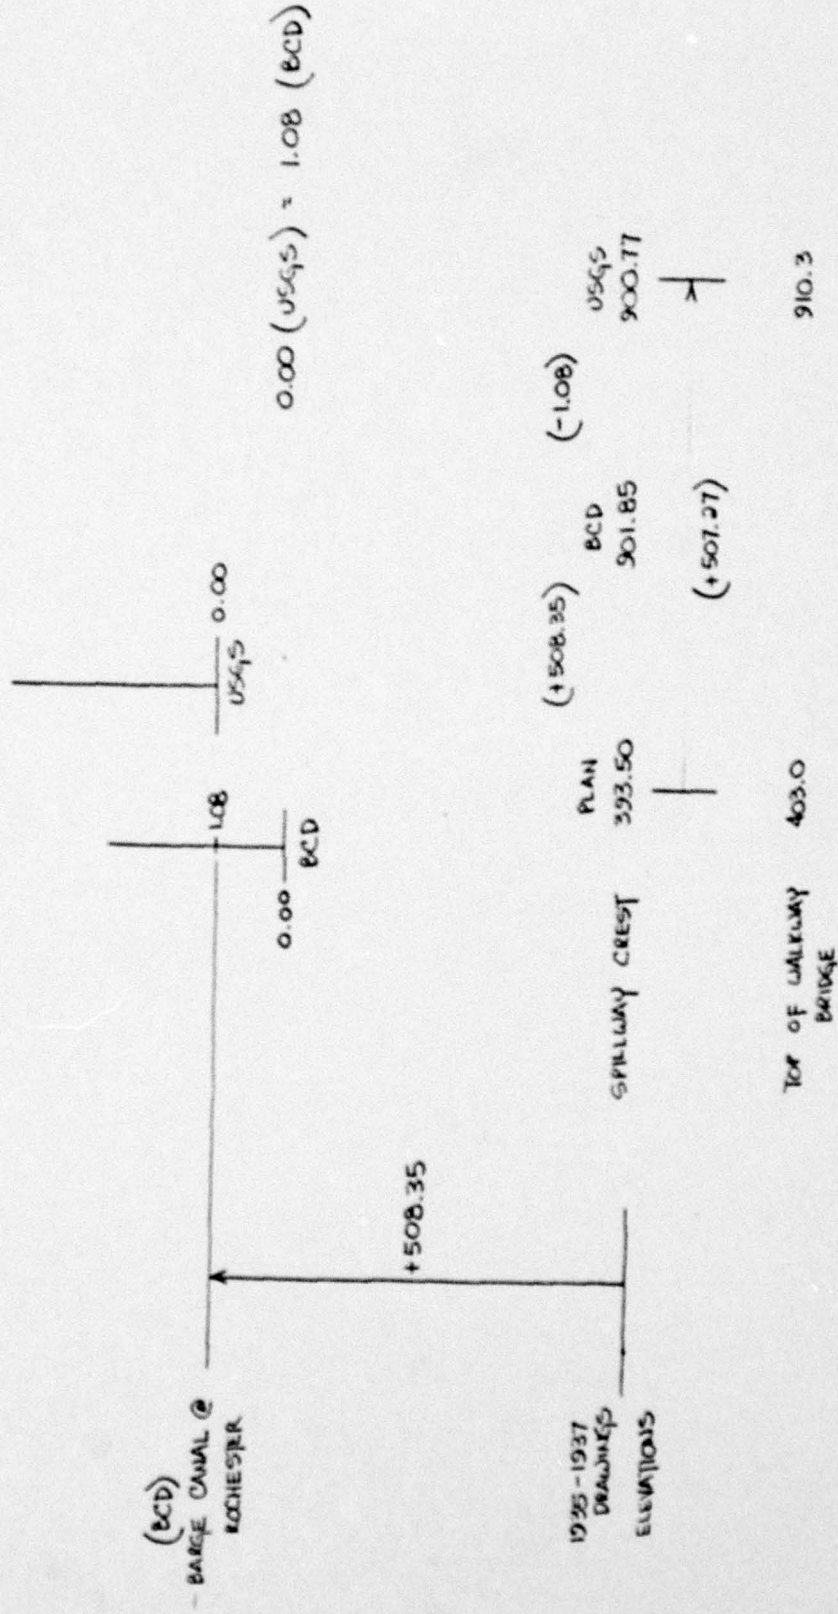 (BCD)
BARGE CANAL @
ROCHESTER
1.08
0.00
BCD
0.00
USGS
0.00 (USGS) = 1.08 (BCD)
+508.35
1935-1937
DRAWINGS
ELEVATIONS
(+508.35) (-1.08)
PLAN BCD USGS
SPILLWAY CREST 393.50 901.85 900.77
(+507.27)
TOP OF WALKWAY 403.0 910.3
BRIDGE